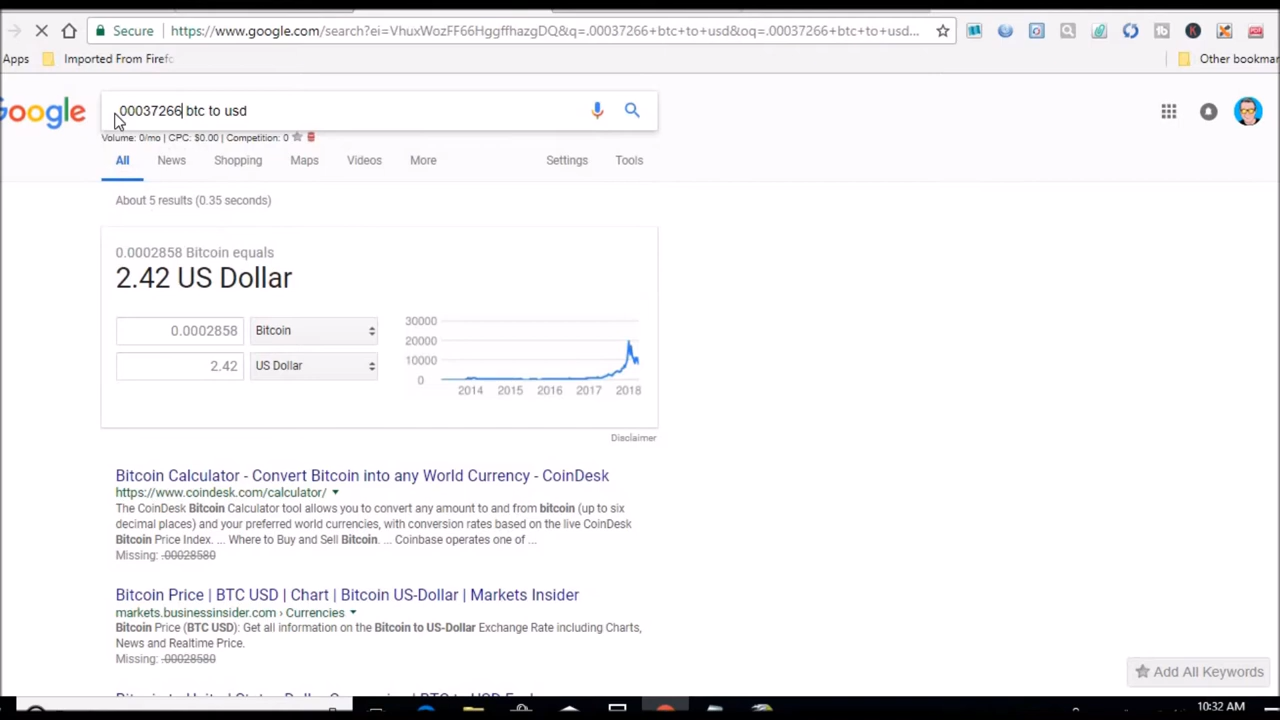 Secure https://www.google.com/search?ei=VhuxWozFF66HggffhazgDQ&q=.00037266+btc+to+usd&oq=.00037266+btc+to+usd...
Apps Imported From Firefo Other bookmar
oogle .00037266 btc to usd
Volume: 0/mo | CPC: $0.00 | Competition: 0
All News Shopping Maps Videos More Settings Tools
About 5 results (0.35 seconds)
0.0002858 Bitcoin equals
2.42 US Dollar
0.0002858 Bitcoin
2.42 US Dollar
30000
20000
10000
0
2014 2015 2016 2017 2018
Disclaimer
Bitcoin Calculator - Convert Bitcoin into any World Currency - CoinDesk
https://www.coindesk.com/calculator/
The CoinDesk Bitcoin Calculator tool allows you to convert any amount to and from bitcoin (up to six
decimal places) and your preferred world currencies, with conversion rates based on the live CoinDesk
Bitcoin Price Index. ... Where to Buy and Sell Bitcoin. ... Coinbase operates one of ...
Missing: .00028580
Bitcoin Price | BTC USD | Chart | Bitcoin US-Dollar | Markets Insider
markets.businessinsider.com › Currencies
Bitcoin Price (BTC USD): Get all information on the Bitcoin to US-Dollar Exchange Rate including Charts,
News and Realtime Price.
Missing: .00028580
Add All Keywords
10:32 AM